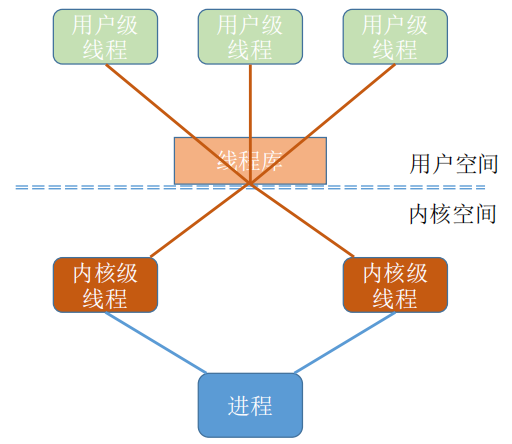 用户级
线程
用户级
线程
用户级
线程
线程库
用户空间
内核空间
内核级
线程
内核级
线程
进程